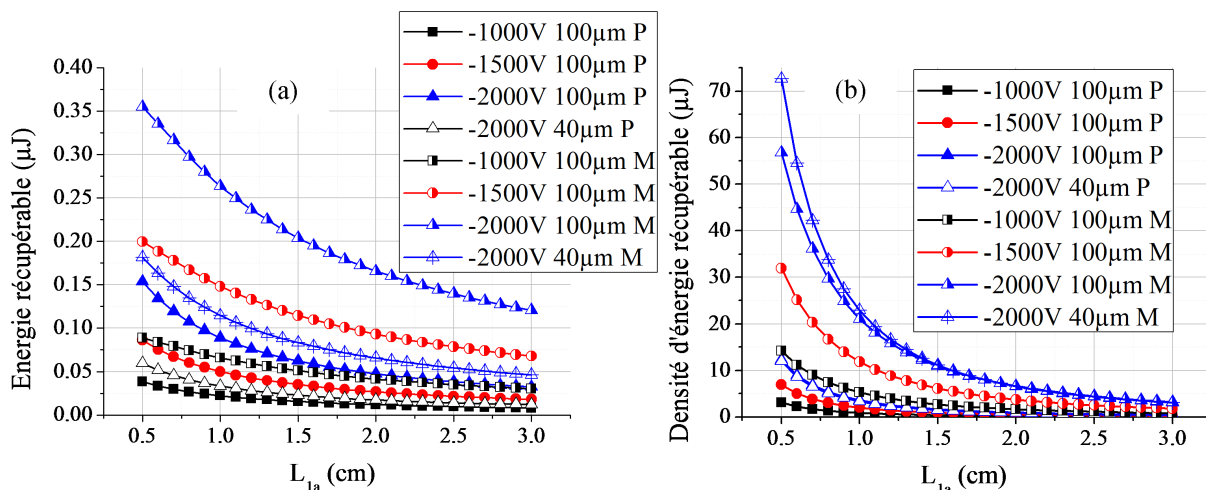 (a)
-1000V 100µm P
-1500V 100µm P
-2000V 100µm P
-2000V 40µm P
-1000V 100µm M
-1500V 100µm M
-2000V 100µm M
-2000V 40µm M
Energie récupérable (µJ)
0.40
0.35
0.30
0.25
0.20
0.15
0.10
0.05
0.00
0.5 1.0 1.5 2.0 2.5 3.0
L1a (cm)
(b)
-1000V 100µm P
-1500V 100µm P
-2000V 100µm P
-2000V 40µm P
-1000V 100µm M
-1500V 100µm M
-2000V 100µm M
-2000V 40µm M
Densité d'énergie récupérable (µJ)
70
60
50
40
30
20
10
0
0.5 1.0 1.5 2.0 2.5 3.0
L1a (cm)